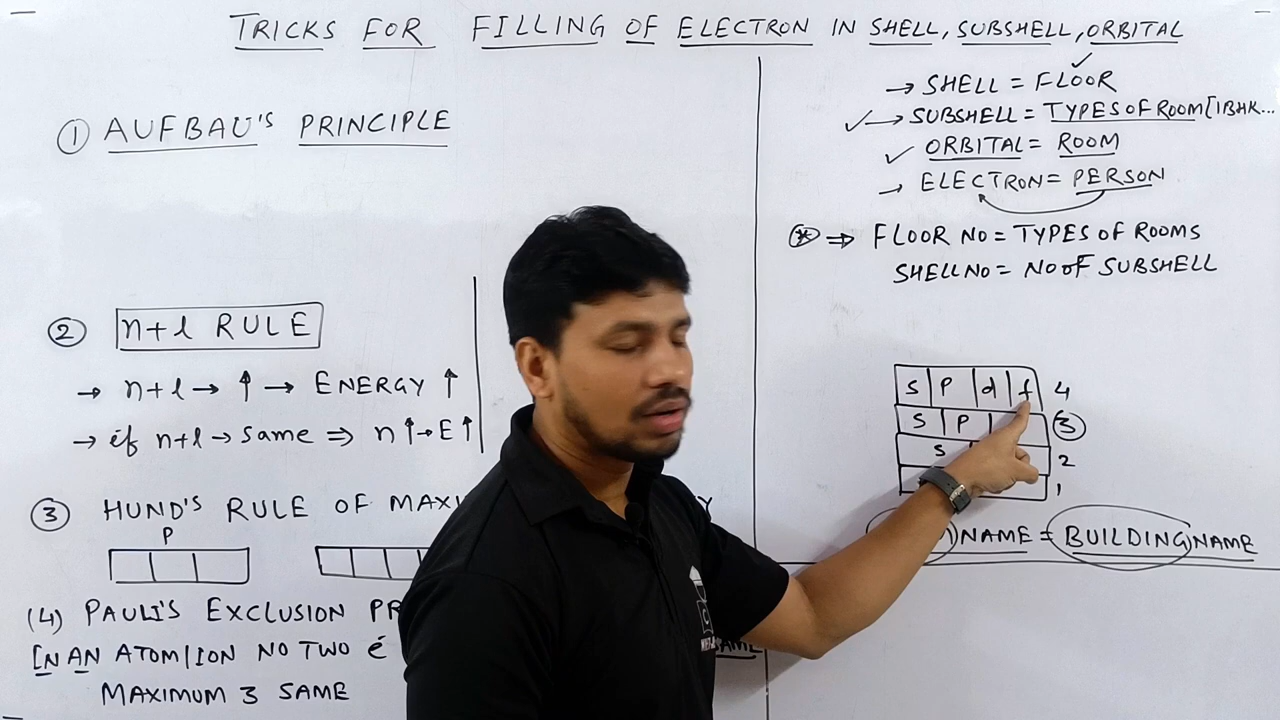 TRICKS FOR FILLING OF ELECTRON IN SHELL, SUBSHELL, ORBITAL
① AUFBAU'S PRINCIPLE
② n+l RULE
→ n+l → ↑ → ENERGY ↑
→ if n+l → same ⇒ n↑→E↑
③ HUND'S RULE OF
P
(4) PAULI'S EXCLUSION
IN AN ATOM/ION NO TWO é
MAXIMUM 3 SAME
→ SHELL = FLOOR
→ SUBSHELL = TYPES OF ROOM [1BHK...
ORBITAL = ROOM
→ ELECTRON = PERSON
⇒ FLOOR NO = TYPES OF ROOMS
SHELL NO = NO OF SUBSHELL
S P d f 4
S P ③
S 2
1
NAME = BUILDING NAME